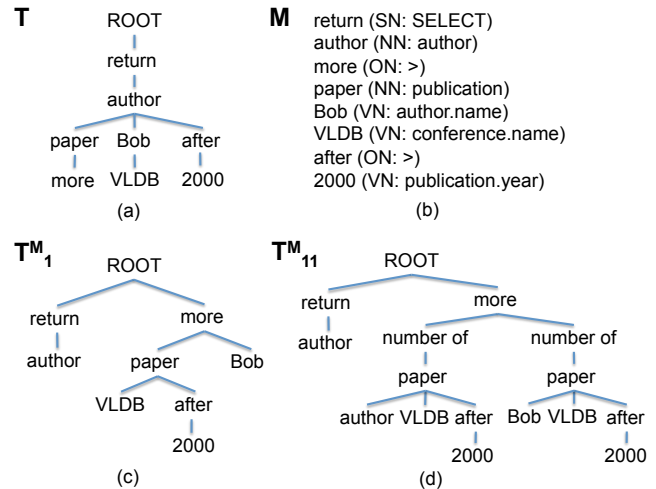 T
ROOT
return
author
paper Bob after
more VLDB 2000
(a)
M
return (SN: SELECT)
author (NN: author)
more (ON: >)
paper (NN: publication)
Bob (VN: author.name)
VLDB (VN: conference.name)
after (ON: >)
2000 (VN: publication.year)
(b)
T^M_1
ROOT
return more
author paper Bob
VLDB after
2000
(c)
T^M_11
ROOT
return more
author number of number of
paper paper
author VLDB after Bob VLDB after
2000 2000
(d)